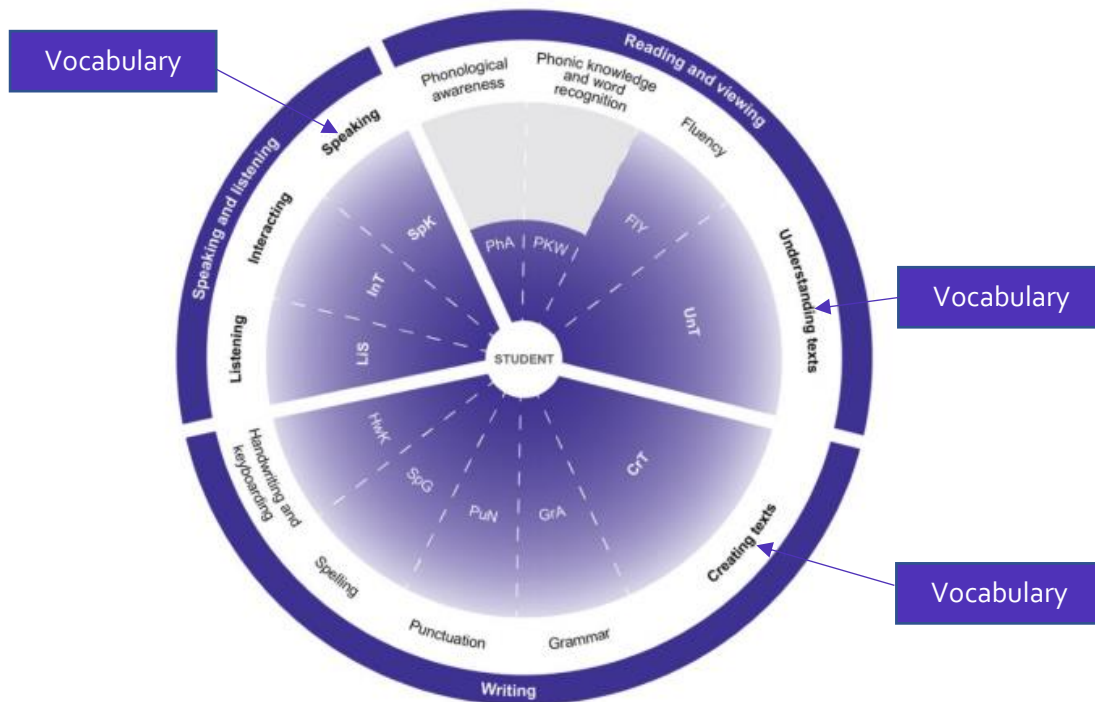 Vocabulary
Reading and viewing
Phonological
awareness
Phonic knowledge
and word
recognition
Fluency
Understanding texts
Vocabulary
Speaking and listening
Speaking
Interacting
Listening
SpK
InT
LiS
PhA
PKW
FlY
UnT
STUDENT
HwK
SpG
PuN
GrA
CrT
Handwriting and
keyboarding
Spelling
Punctuation
Grammar
Creating texts
Vocabulary
Writing